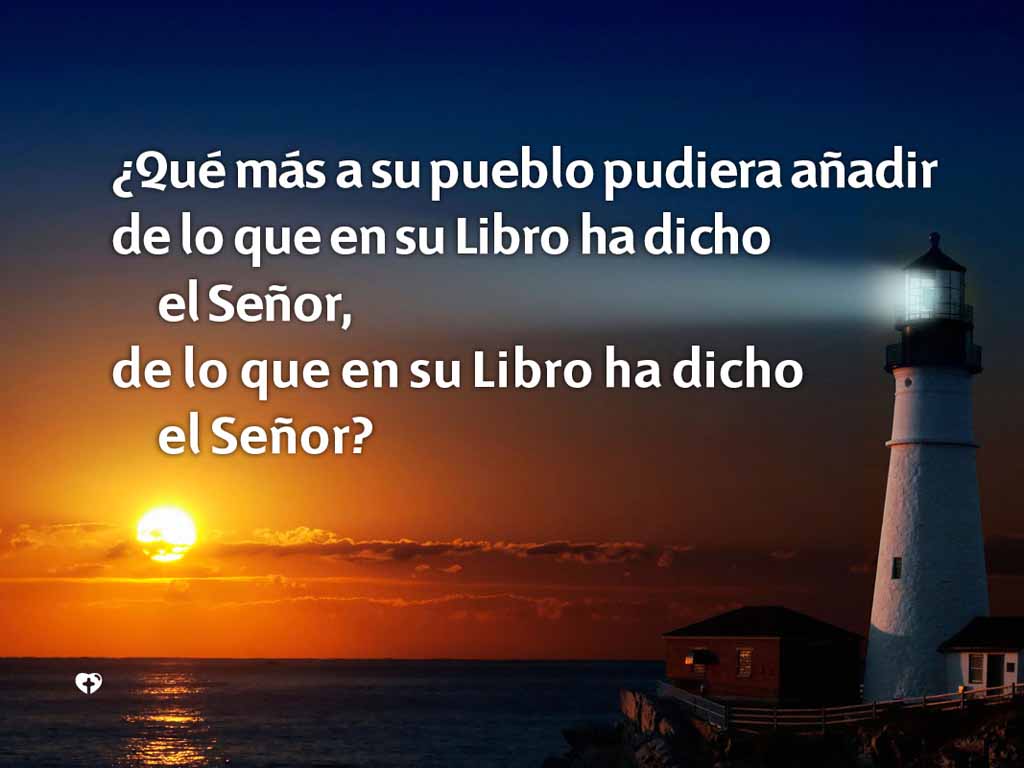 ¿Qué más a su pueblo pudiera añadir
de lo que en su Libro ha dicho
el Señor,
de lo que en su Libro ha dicho
el Señor?